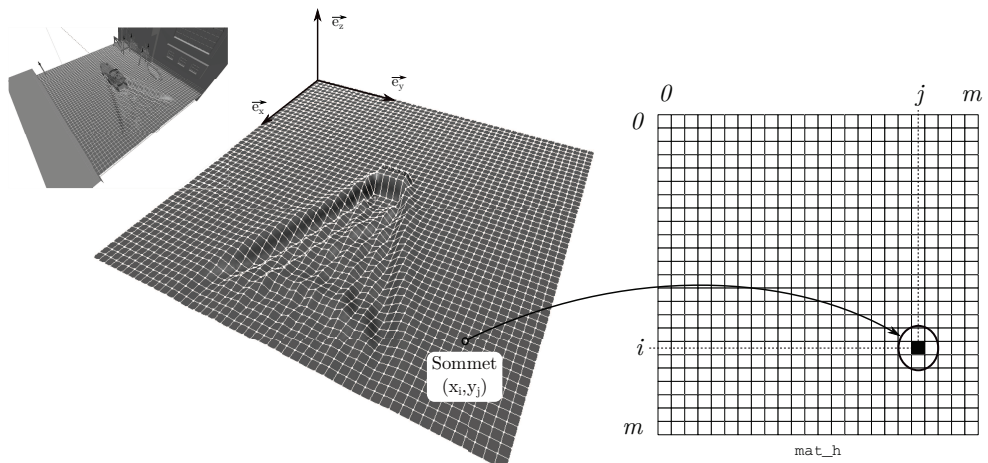 e_z
e_y
e_x
Sommet
(x_i,y_j)
0
j
m
0
i
m
mat_h